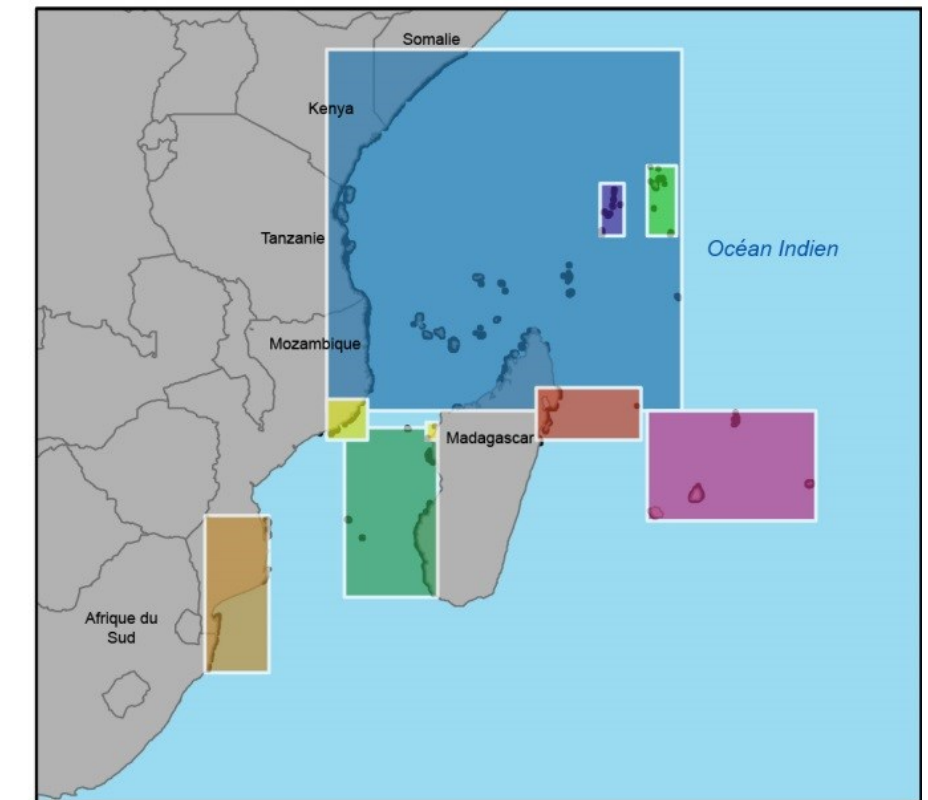 Somalie
Kenya
Tanzanie
Océan Indien
Mozambique
Madagascar
Afrique du
Sud